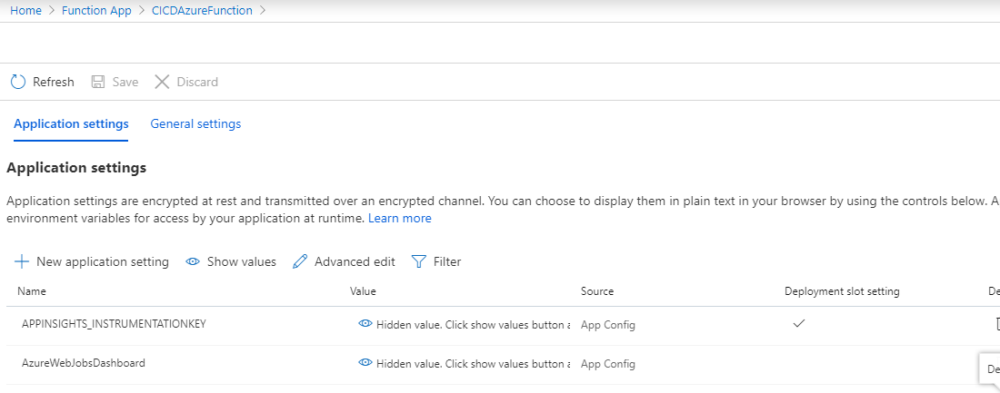 Home > Function App > CICDAzureFunction >
Refresh Save Discard
Application settings General settings
Application settings
Application settings are encrypted at rest and transmitted over an encrypted channel. You can choose to display them in plain text in your browser by using the controls below. A
environment variables for access by your application at runtime. Learn more
New application setting Show values Advanced edit Filter
Name Value Source Deployment slot setting De
APPINSIGHTS_INSTRUMENTATIONKEY Hidden value. Click show values button a App Config
AzureWebJobsDashboard Hidden value. Click show values button a App Config
De